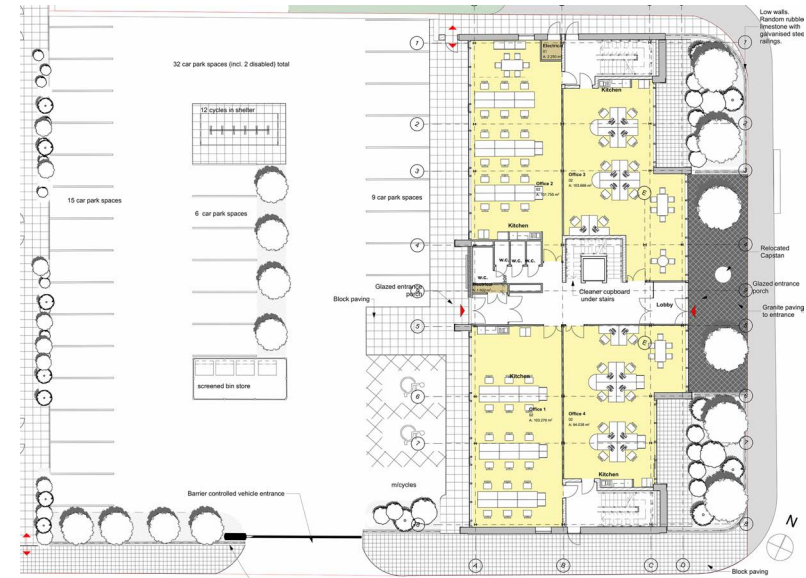 Low walls.
Random rubble
limestone with
galvanised steel
railings.
32 car park spaces (incl. 2 disabled) total
12 cycles in shelter
15 car park spaces
6 car park spaces
9 car park spaces
Electrical
Kitchen
Office 2
Office 3
Kitchen
W.C.
W.C.
W.C.
W.C.
Relocated
Capstan
Glazed entrance
porch
Granite paving
to entrance
Glazed entrance
porch
Block paving
Cleaner cupboard
under stairs
Lobby
screened bin store
Kitchen
Office 1
Office 4
Kitchen
m/cycles
Barrier controlled vehicle entrance
Block paving
1
2
3
4
5
6
7
8
A
B
C
D
E
E
N